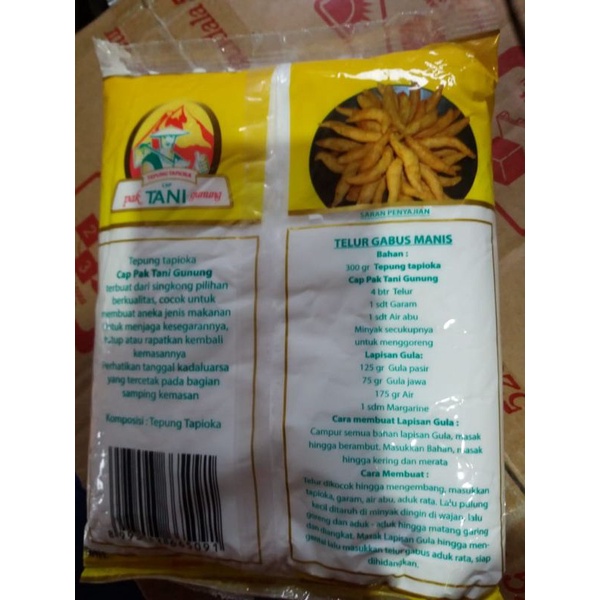 TEPUNG TAPIOKA
CAP
pak TANI gunung
Tepung tapioka
Cap Pak Tani Gunung
terbuat dari singkong pilihan
berkualitas, cocok untuk
membuat aneka jenis makanan
Untuk menjaga kesegarannya,
tutup atau rapatkan kembali
kemasannya
Perhatikan tanggal kadaluarsa
yang tercetak pada bagian
samping kemasan
Komposisi : Tepung Tapioka
SARAN PENYAJIAN
TELUR GABUS MANIS
Bahan :
300 gr Tepung tapioka
Cap Pak Tani Gunung
4 btr Telur
1 sdt Garam
1 sdt Air abu
Minyak secukupnya
untuk menggoreng
Lapisan Gula:
125 gr Gula pasir
75 gr Gula jawa
175 gr Air
1 sdm Margarine
Cara membuat Lapisan Gula :
Campur semua bahan lapisan Gula, masak
hingga berambut. Masukkan Bahan, masak
hingga kering dan merata
Cara Membuat :
Telur dikocok hingga mengembang, masukkan
tapioka, garam, air abu, aduk rata. Lalu pulung
kecil ditaruh di minyak dingin di wajan, lalu
goreng dan aduk - aduk hingga matang garing
dan diangkat. Masak Lapisan Gula hingga men-
gental lalu masukkan telur gabus aduk rata, siap
dihidangkan.